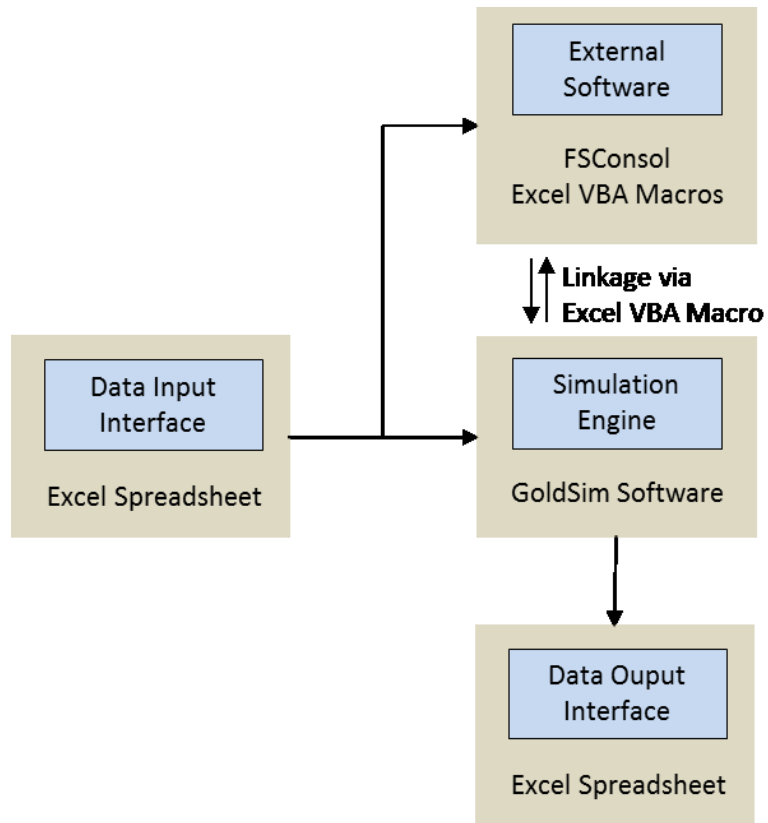 External
Software
FSConsol
Excel VBA Macros
Linkage via
Excel VBA Macro
Data Input
Interface
Excel Spreadsheet
Simulation
Engine
GoldSim Software
Data Ouput
Interface
Excel Spreadsheet